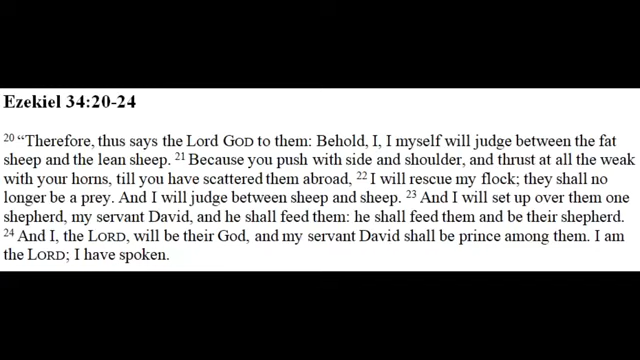 Ezekiel 34:20-24
20 “Therefore, thus says the Lord GOD to them: Behold, I, I myself will judge between the fat
sheep and the lean sheep. 21 Because you push with side and shoulder, and thrust at all the weak
with your horns, till you have scattered them abroad, 22 I will rescue my flock; they shall no
longer be a prey. And I will judge between sheep and sheep. 23 And I will set up over them one
shepherd, my servant David, and he shall feed them: he shall feed them and be their shepherd.
24 And I, the LORD, will be their God, and my servant David shall be prince among them. I am
the LORD; I have spoken.